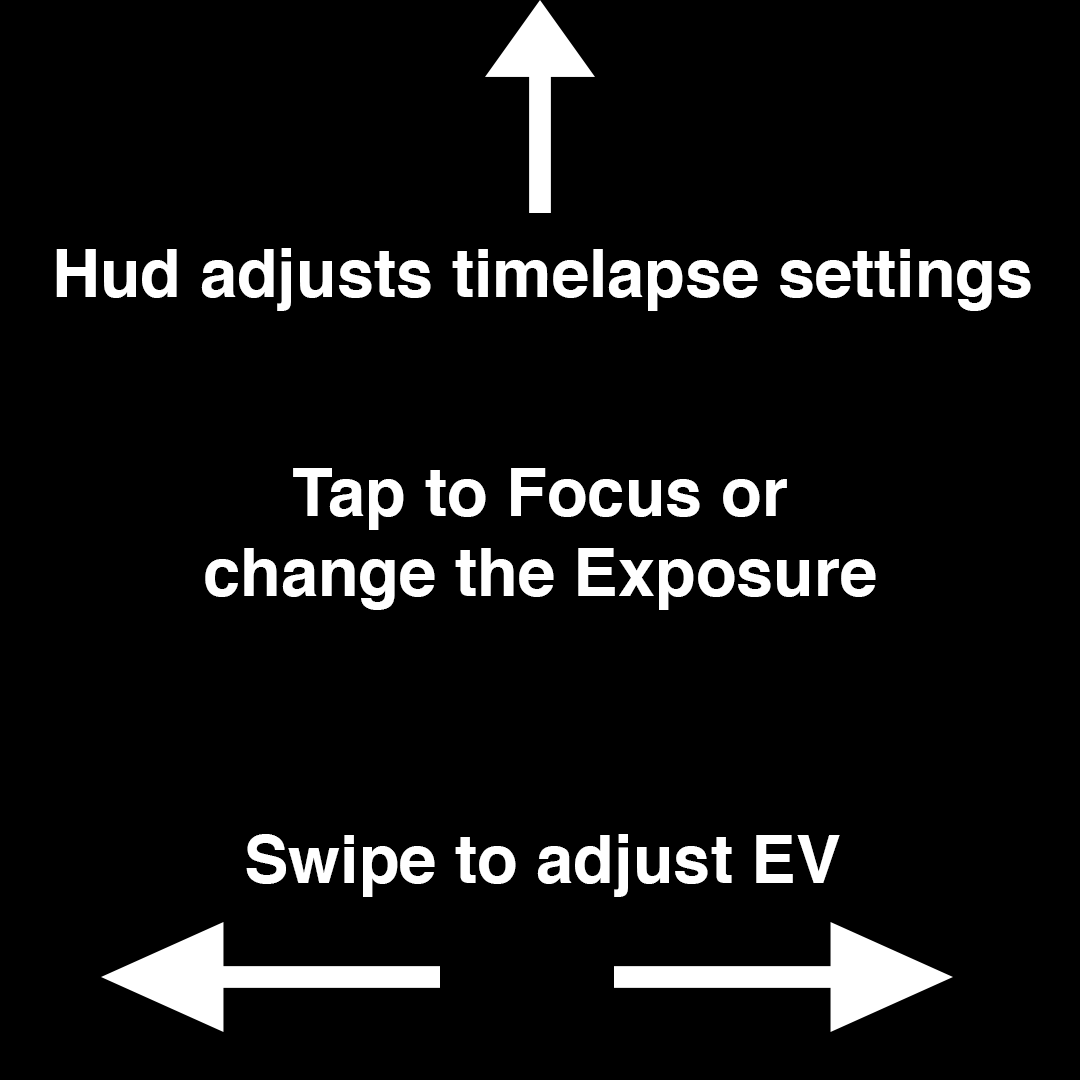 Hud adjusts timelapse settings
Tap to Focus or
change the Exposure
Swipe to adjust EV